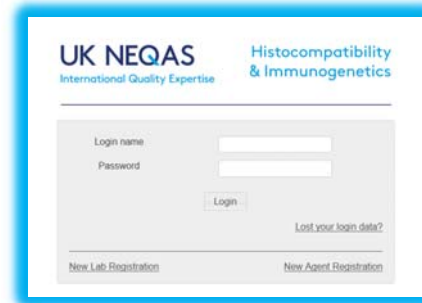 UK NEQAS
International Quality Expertise
Histocompatibility
& Immunogenetics
Login name
Password
Login
Lost your login data?
New Lab Registration
New Agent Registration